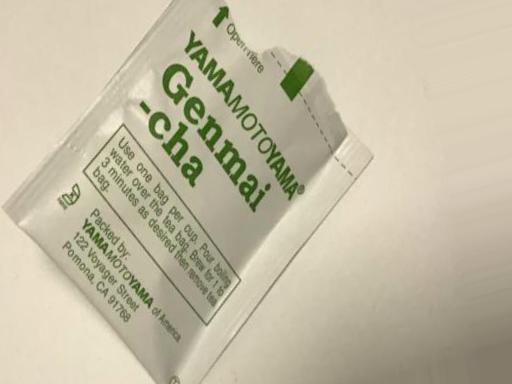 Open Here
YAMAMOTOYAMA®
Genmai
-cha
Use one bag per cup. Pour boiling
water over the tea bag. Brew for 1 to
3 minutes as desired then remove tea
bag.
Packed by:
YAMAMOTOYAMA of America
122 Voyager Street
Pomona, CA 91768